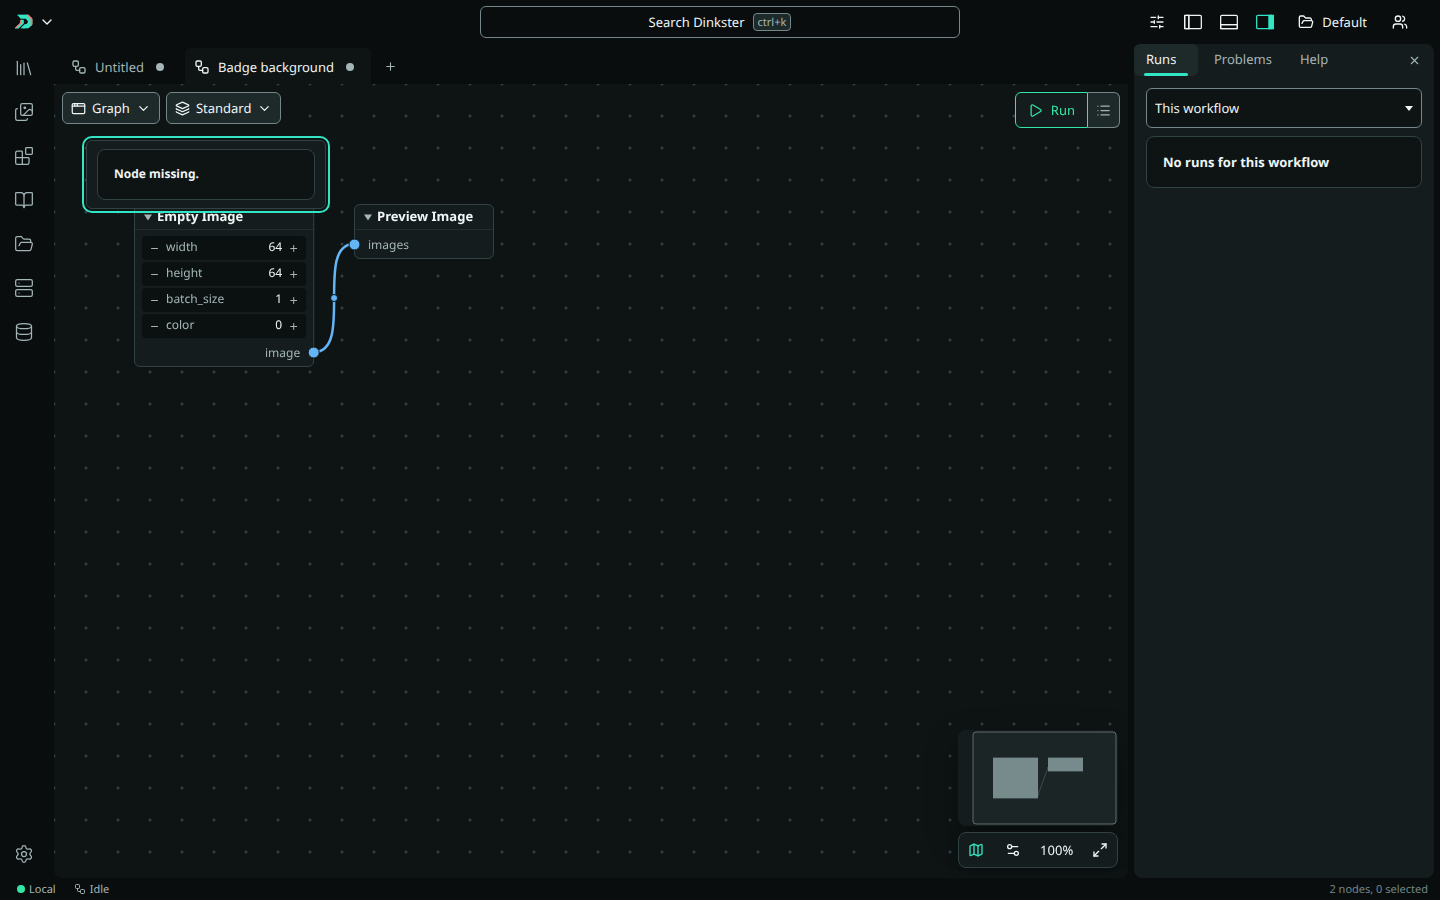 Search Dinkster ctrl+k
Default
Untitled
Badge background
Runs
Problems
Help
Graph
Standard
Run
This workflow
No runs for this workflow
Node missing.
Empty Image
width 64
height 64
batch_size 1
color 0
image
Preview Image
images
100%
Local
Idle
2 nodes, 0 selected